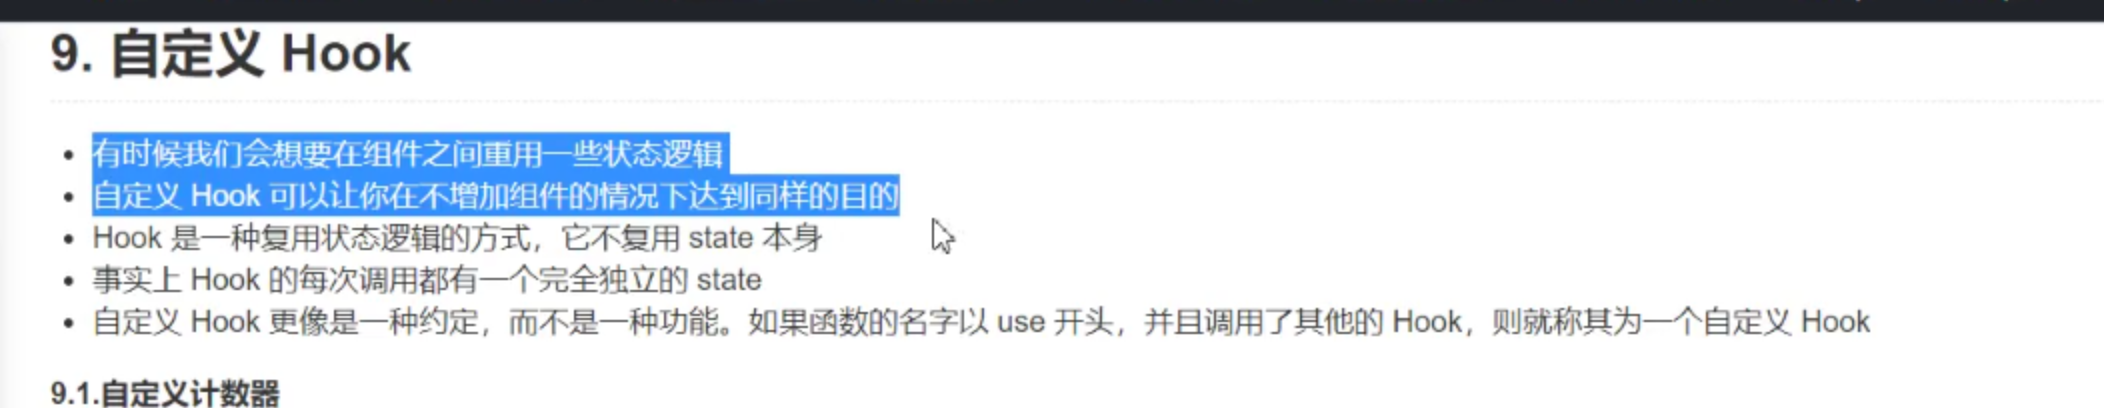 9. 自定义 Hook
有时候我们会想要在组件之间重用一些状态逻辑
自定义 Hook 可以让你在不增加组件的情况下达到同样的目的
Hook 是一种复用状态逻辑的方式，它不复用 state 本身
事实上 Hook 的每次调用都有一个完全独立的 state
自定义 Hook 更像是一种约定，而不是一种功能。如果函数的名字以 use 开头，并且调用了其他的 Hook，则就称其为一个自定义 Hook
9.1.自定义计数器